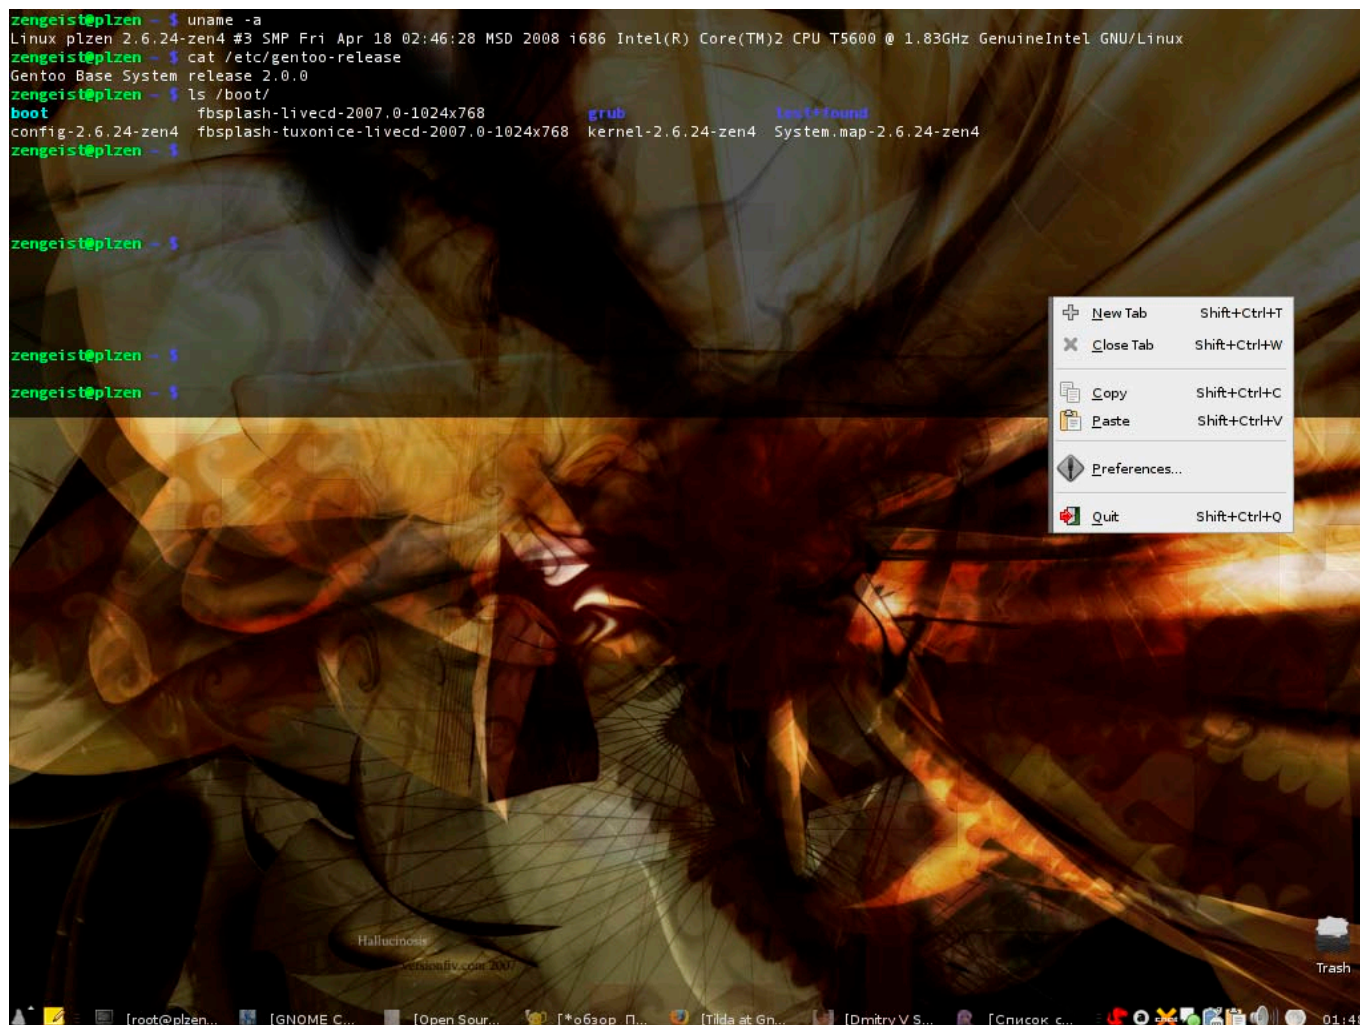 zengeist@plzen ~ $ uname -a
Linux plzen 2.6.24-zen4 #3 SMP Fri Apr 18 02:46:28 MSD 2008 i686 Intel(R) Core(TM)2 CPU T5600 @ 1.83GHz GenuineIntel GNU/Linux
zengeist@plzen ~ $ cat /etc/gentoo-release
Gentoo Base System release 2.0.0
zengeist@plzen ~ $ ls /boot/
boot fbsplash-livecd-2007.0-1024x768 grub lost+found
config-2.6.24-zen4 fbsplash-tuxonice-livecd-2007.0-1024x768 kernel-2.6.24-zen4 System.map-2.6.24-zen4
zengeist@plzen ~ $
zengeist@plzen ~ $
zengeist@plzen ~ $
zengeist@plzen ~ $
New Tab Shift+Ctrl+T
Close Tab Shift+Ctrl+W
Copy Shift+Ctrl+C
Paste Shift+Ctrl+V
Preferences...
Quit Shift+Ctrl+Q
Hallucinosis
versionfiv.com 2007
Trash
[root@plzen... [GNOME C... [Open Sour... [*обзор П... [Tilda at Gn... [Dmitry V S... [Список с...